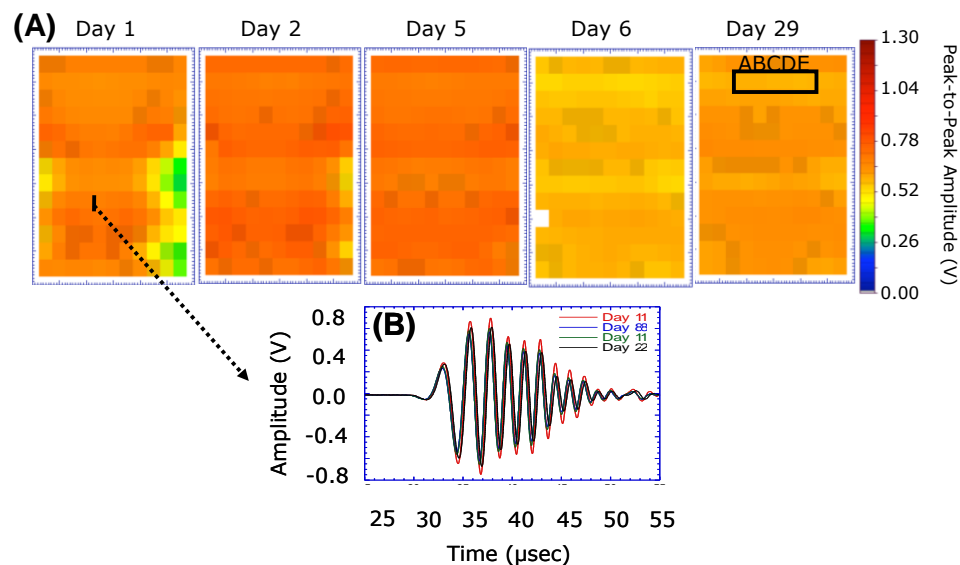 (A)
Day 1
Day 2
Day 5
Day 6
Day 29
ABCDE
1.30
1.04
0.78
0.52
0.26
0.00
Peak-to-Peak Amplitude (V)
(B)
Day 11
Day 88
Day 11
Day 22
0.8
0.4
0.0
-0.4
-0.8
Amplitude (V)
25 30 35 40 45 50 55
Time (µsec)